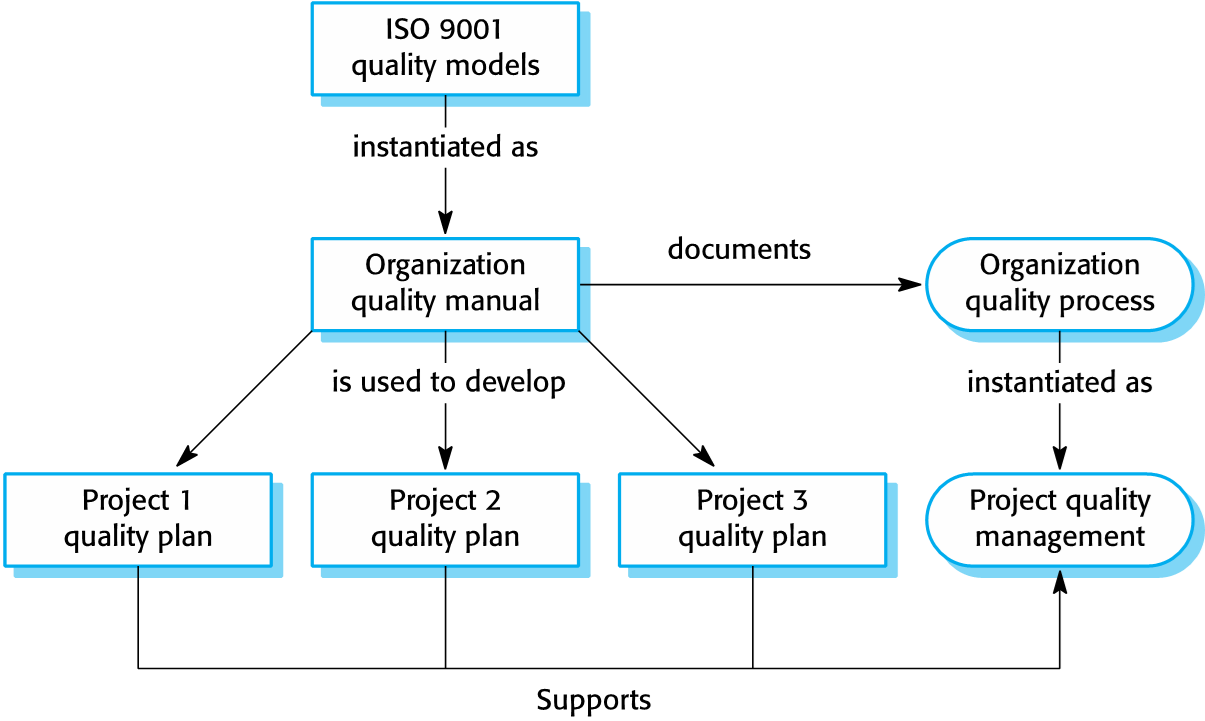 ISO 9001
quality models
instantiated as
Organization
quality manual
documents
Organization
quality process
is used to develop
instantiated as
Project 1
quality plan
Project 2
quality plan
Project 3
quality plan
Project quality
management
Supports